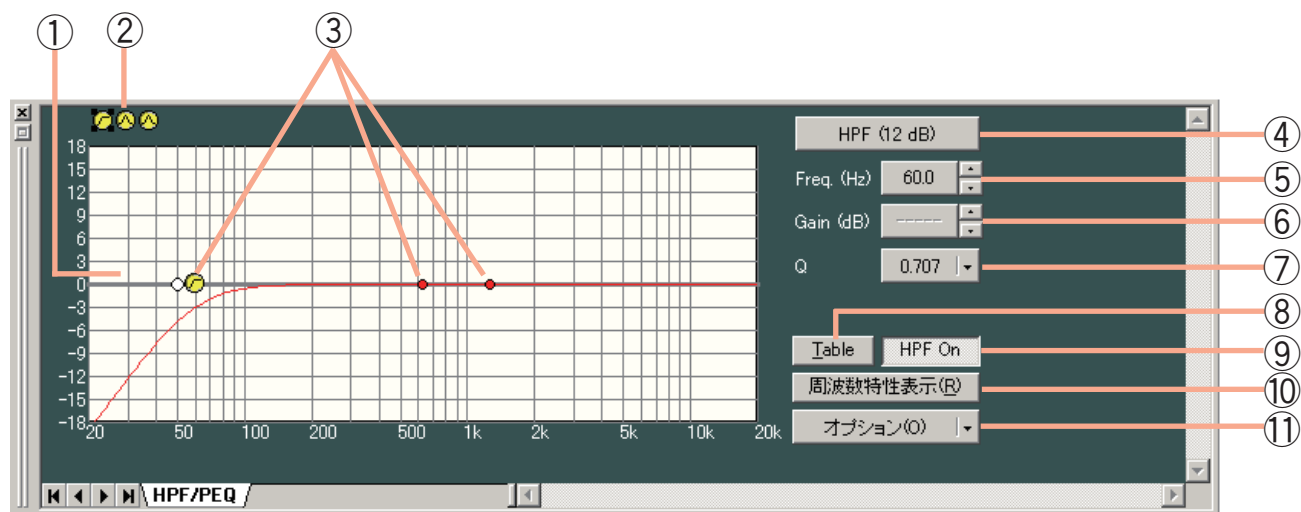 ① ② ③
HPF (12 dB) ④
Freq. (Hz) 60.0 ⑤
Gain (dB) ----- ⑥
Q 0.707 ⑦
⑧
Table HPF On ⑨
周波数特性表示(R) ⑩
オプション(O) ⑪
①
18
15
12
9
6
3
0
-3
-6
-9
-12
-15
-18
20 50 100 200 500 1k 2k 5k 10k 20k
HPF/PEQ